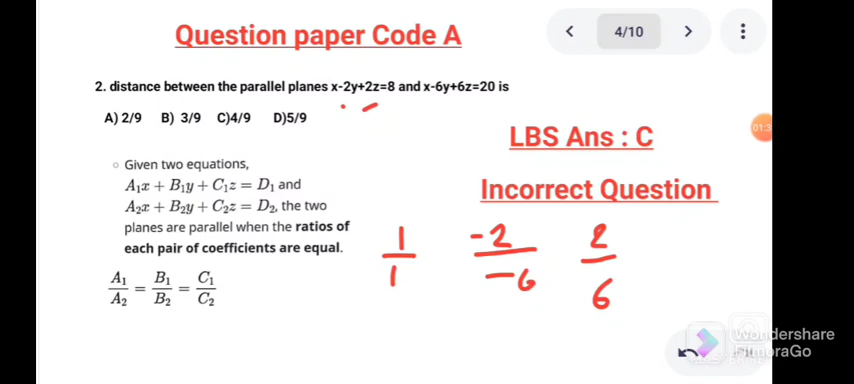 Question paper Code A
4/10
2. distance between the parallel planes x-2y+2z=8 and x-6y+6z=20 is
A) 2/9 B) 3/9 C)4/9 D)5/9
01:3
LBS Ans : C
Incorrect Question
Given two equations,
A₁x + B₁y + C₁z = D₁ and
A₂x + B₂y + C₂z = D₂, the two
planes are parallel when the ratios of
each pair of coefficients are equal.
A₁/A₂ = B₁/B₂ = C₁/C₂
1/1 -2/-6 2/6
Wondershare
FilmoraGo